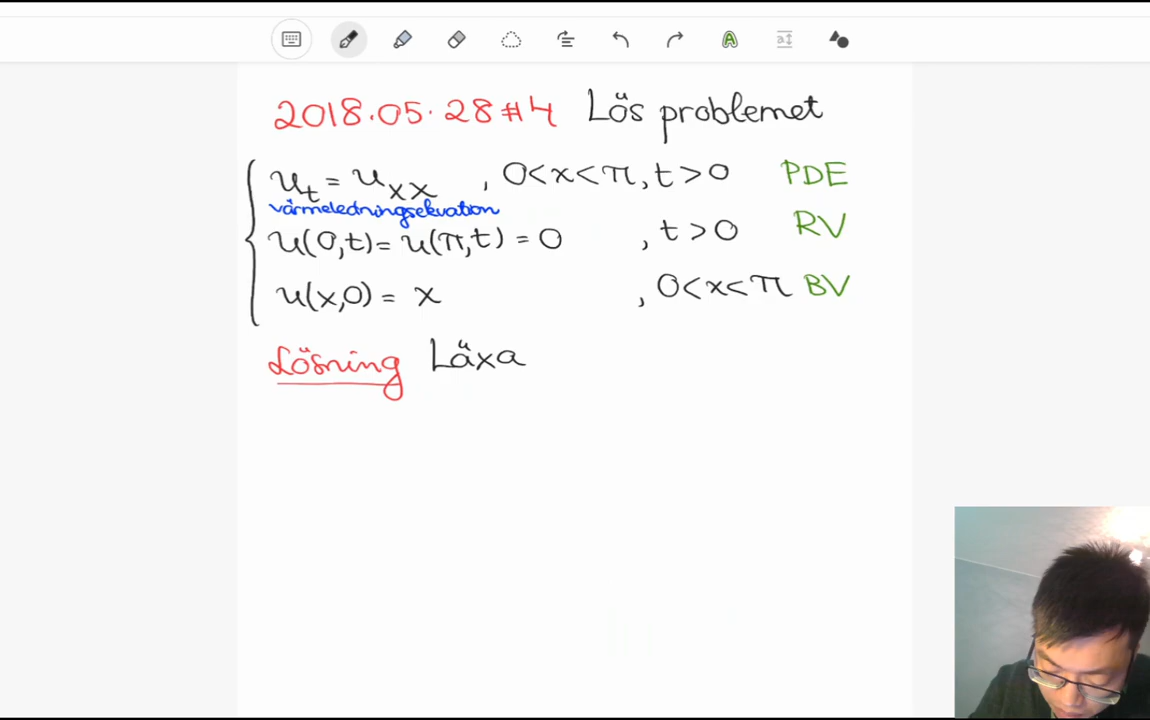 2018.05.28#4 Lös problemet
u_t = u_xx , 0<x<π, t>0 PDE
värmeledningsekvation
u(0,t) = u(π,t) = 0 , t>0 RV
u(x,0) = x , 0<x<π BV
Lösning Läxa